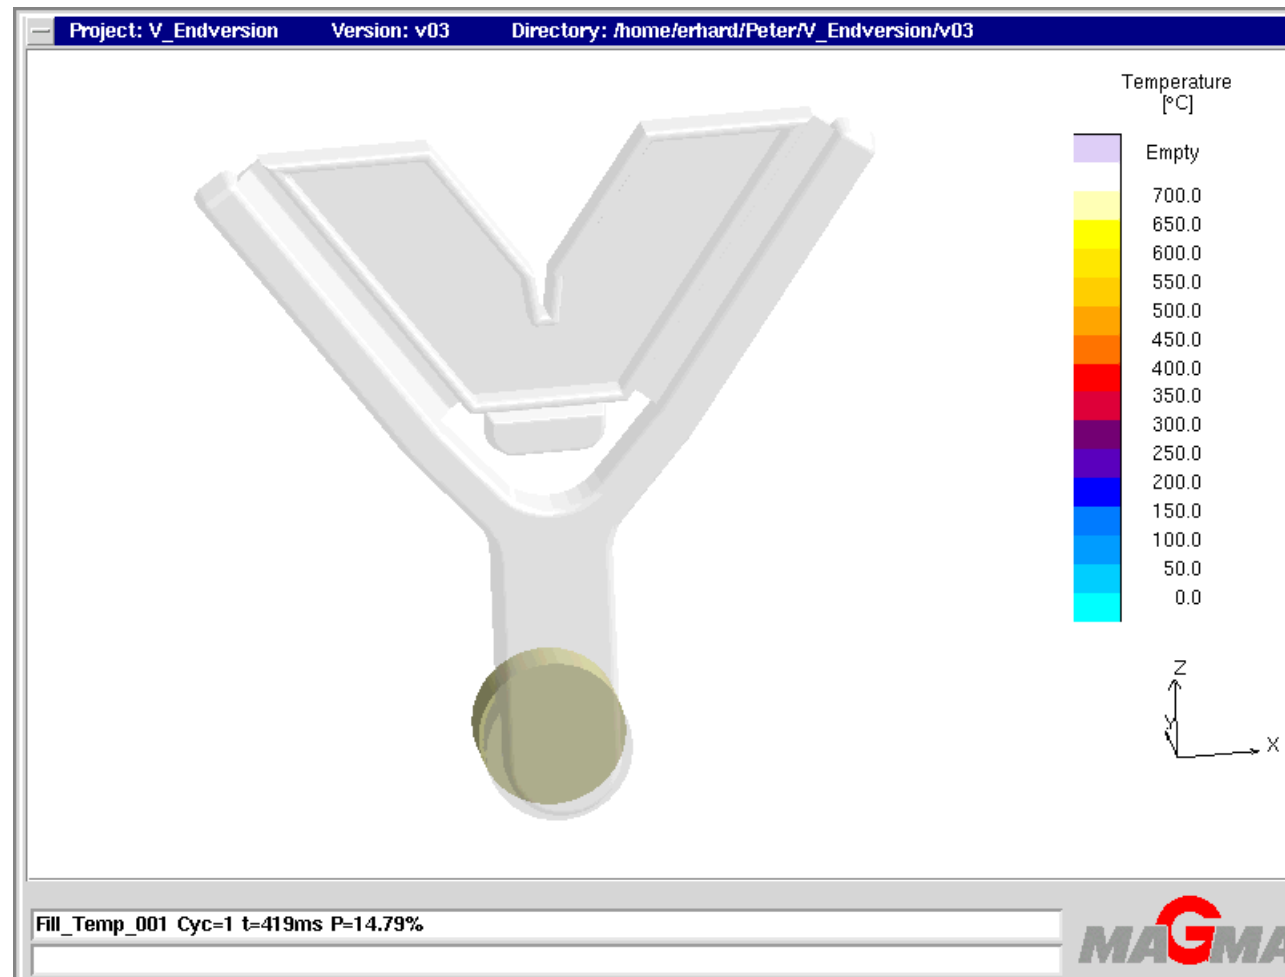 Project: V_Endversion Version: v03 Directory: /home/erhard/Peter/V_Endversion/v03
Temperature
[°C]
Empty
700.0
650.0
600.0
550.0
500.0
450.0
400.0
350.0
300.0
250.0
200.0
150.0
100.0
50.0
0.0
Z
Y
X
Fill_Temp_001 Cyc=1 t=419ms P=14.79%
MAGMA